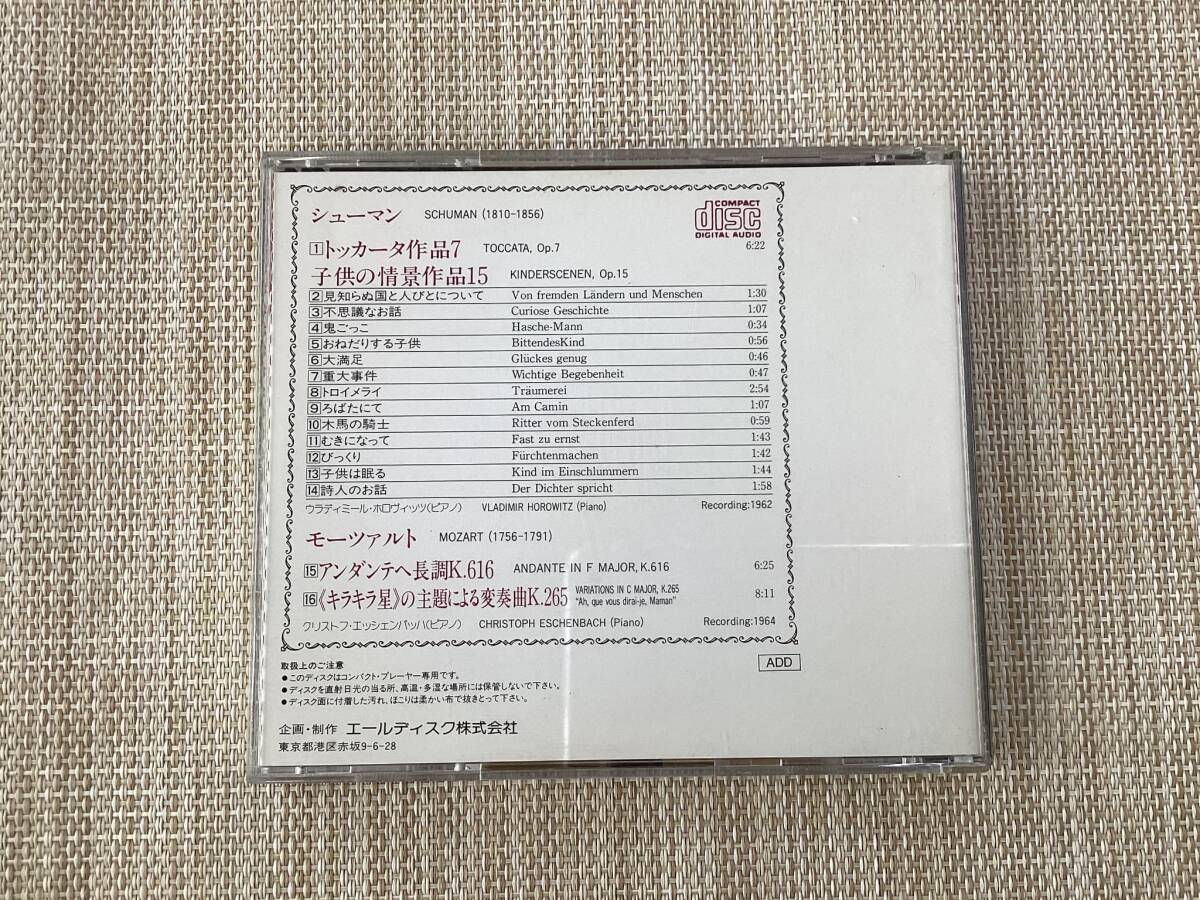 シューマン SCHUMAN (1810-1856)
COMPACT
disc
DIGITAL AUDIO
1 トッカータ作品7 TOCCATA, Op.7 6:22
子供の情景作品15 KINDERSCENEN, Op.15
2 見知らぬ国と人びとについて Von fremden Ländern und Menschen 1:30
3 不思議なお話 Curiose Geschichte 1:07
4 鬼ごっこ Hasche-Mann 0:34
5 おねだりする子供 BittendesKind 0:56
6 大満足 Glückes genug 0:46
7 重大事件 Wichtige Begebenheit 0:47
8 トロイメライ Träumerei 2:54
9 ろばたにて Am Camin 1:07
10 木馬の騎士 Ritter vom Steckenferd 0:59
11 むきになって Fast zu ernst 1:43
12 びっくり Fürchtenmachen 1:42
13 子供は眠る Kind im Einschlummern 1:44
14 詩人のお話 Der Dichter spricht 1:58
ウラディミール・ホロヴィッツ(ピアノ) VLADIMIR HOROWITZ (Piano) Recording:1962
モーツァルト MOZART (1756-1791)
15 アンダンテヘ長調K.616 ANDANTE IN F MAJOR, K.616 6:25
16 《キラキラ星》の主題による変奏曲K.265 VARIATIONS IN C MAJOR, K.265 8:11
"Ah, que vous dirai-je, Maman"
クリストフ・エッシェンバッハ(ピアノ) CHRISTOPH ESCHENBACH (Piano) Recording:1964
ADD
取扱上のご注意
●このディスクはコンパクト・プレーヤー専用です。
●ディスクを直射日光の当る所、高温・多湿な場所には保管しないで下さい。
●ディスク面に付着した汚れ、ほこりは柔かい布で抜きとって下さい。
企画・制作 エールディスク株式会社
東京都港区赤坂9-6-28